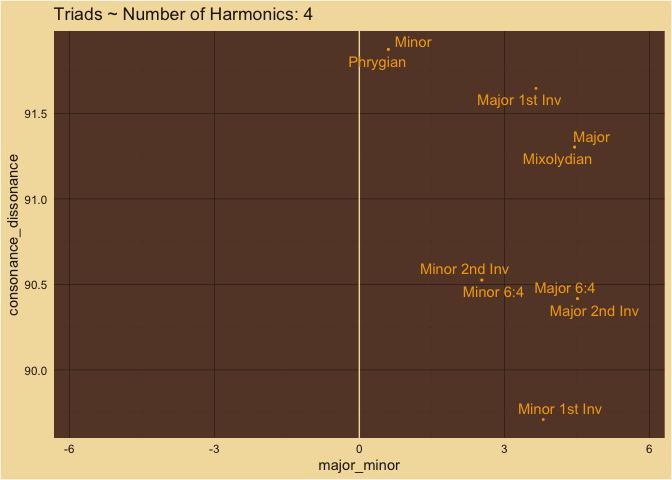 Triads ~ Number of Harmonics: 4
Minor
Phrygian
Major 1st Inv
91.5
Major
Mixolydian
91.0
consonance_dissonance
Minor 2nd Inv
90.5
Minor 6:4
Major 6:4
Major 2nd Inv
90.0
Minor 1st Inv
-6
-3
0
3
6
major_minor